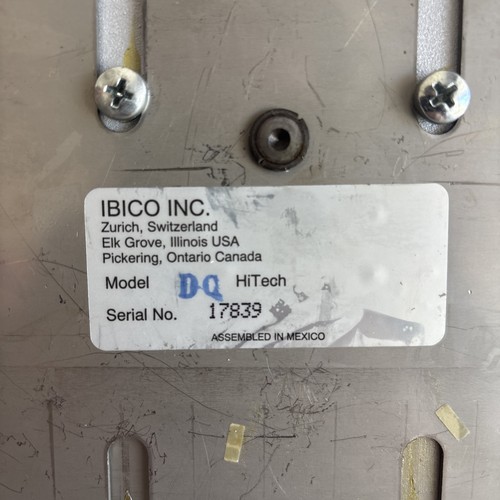 IBICO INC.
Zurich, Switzerland
Elk Grove, Illinois USA
Pickering, Ontario Canada
Model DQ HiTech
Serial No. 17839
ASSEMBLED IN MEXICO